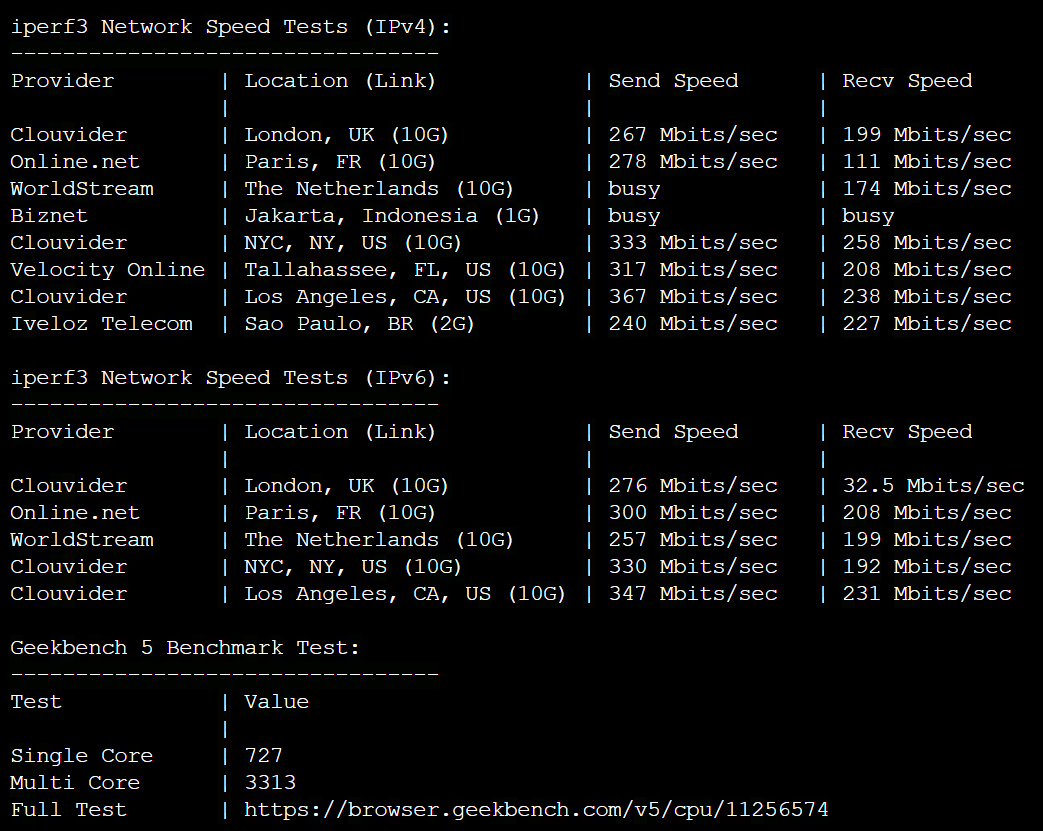 iperf3 Network Speed Tests (IPv4):
---------------------------------
Provider        | Location (Link)           | Send Speed      | Recv Speed
                |                           |                 |
Clouvider       | London, UK (10G)          | 267 Mbits/sec   | 199 Mbits/sec
Online.net      | Paris, FR (10G)           | 278 Mbits/sec   | 111 Mbits/sec
WorldStream     | The Netherlands (10G)     | busy            | 174 Mbits/sec
Biznet          | Jakarta, Indonesia (1G)   | busy            | busy
Clouvider       | NYC, NY, US (10G)         | 333 Mbits/sec   | 258 Mbits/sec
Velocity Online | Tallahassee, FL, US (10G) | 317 Mbits/sec   | 208 Mbits/sec
Clouvider       | Los Angeles, CA, US (10G) | 367 Mbits/sec   | 238 Mbits/sec
Iveloz Telecom  | Sao Paulo, BR (2G)        | 240 Mbits/sec   | 227 Mbits/sec

iperf3 Network Speed Tests (IPv6):
---------------------------------
Provider        | Location (Link)           | Send Speed      | Recv Speed
                |                           |                 |
Clouvider       | London, UK (10G)          | 276 Mbits/sec   | 32.5 Mbits/sec
Online.net      | Paris, FR (10G)           | 300 Mbits/sec   | 208 Mbits/sec
WorldStream     | The Netherlands (10G)     | 257 Mbits/sec   | 199 Mbits/sec
Clouvider       | NYC, NY, US (10G)         | 330 Mbits/sec   | 192 Mbits/sec
Clouvider       | Los Angeles, CA, US (10G) | 347 Mbits/sec   | 231 Mbits/sec

Geekbench 5 Benchmark Test:
---------------------------------
Test            | Value
                |
Single Core     | 727
Multi Core      | 3313
Full Test       | https://browser.geekbench.com/v5/cpu/11256574